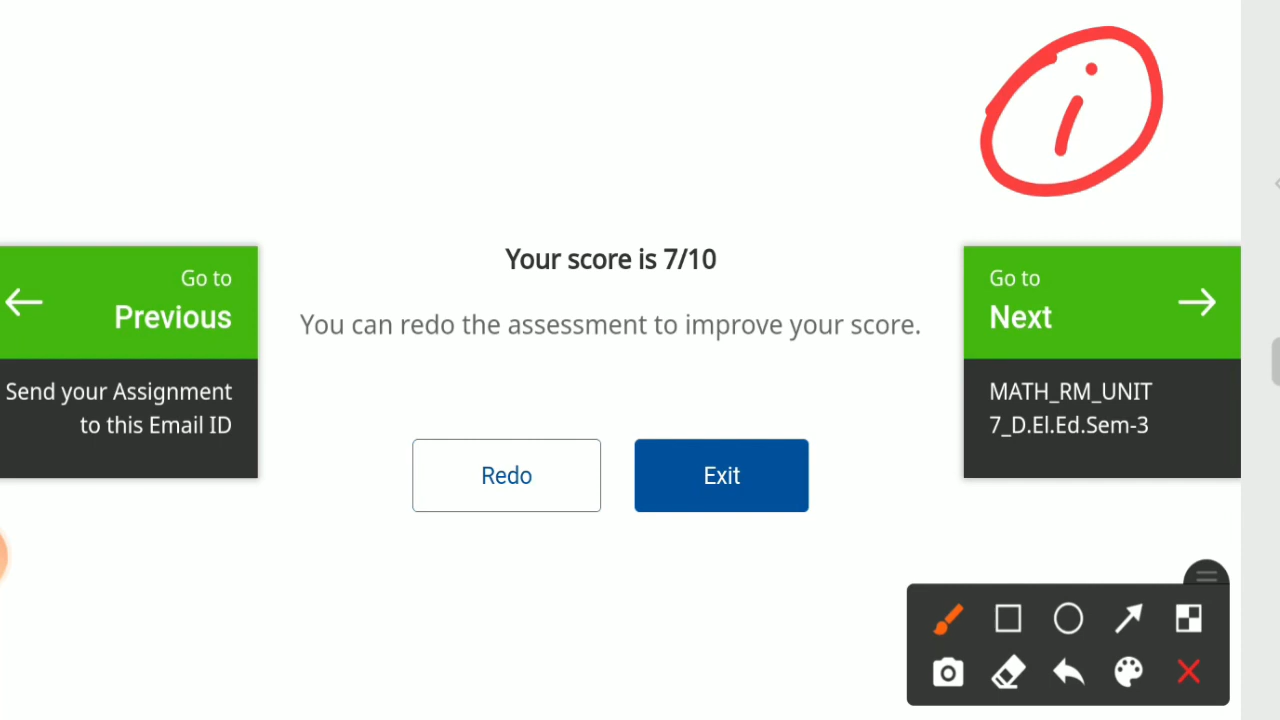 i
Your score is 7/10
You can redo the assessment to improve your score.
Go to
Previous
Send your Assignment
to this Email ID
Go to
Next
MATH_RM_UNIT
7_D.El.Ed.Sem-3
Redo
Exit